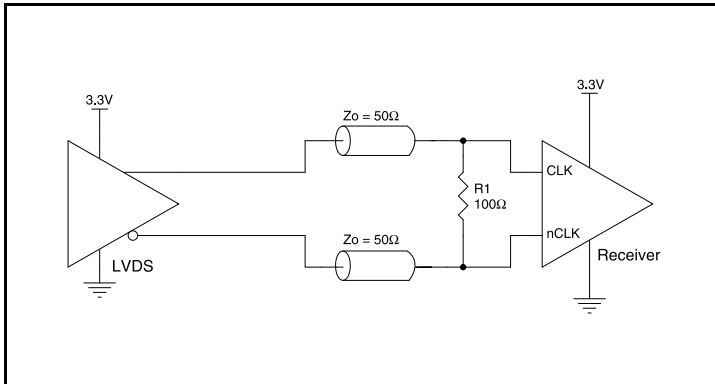 3.3V
3.3V
Zo = 50Ω
CLK
R1
100Ω
Zo = 50Ω
nCLK
LVDS
Receiver